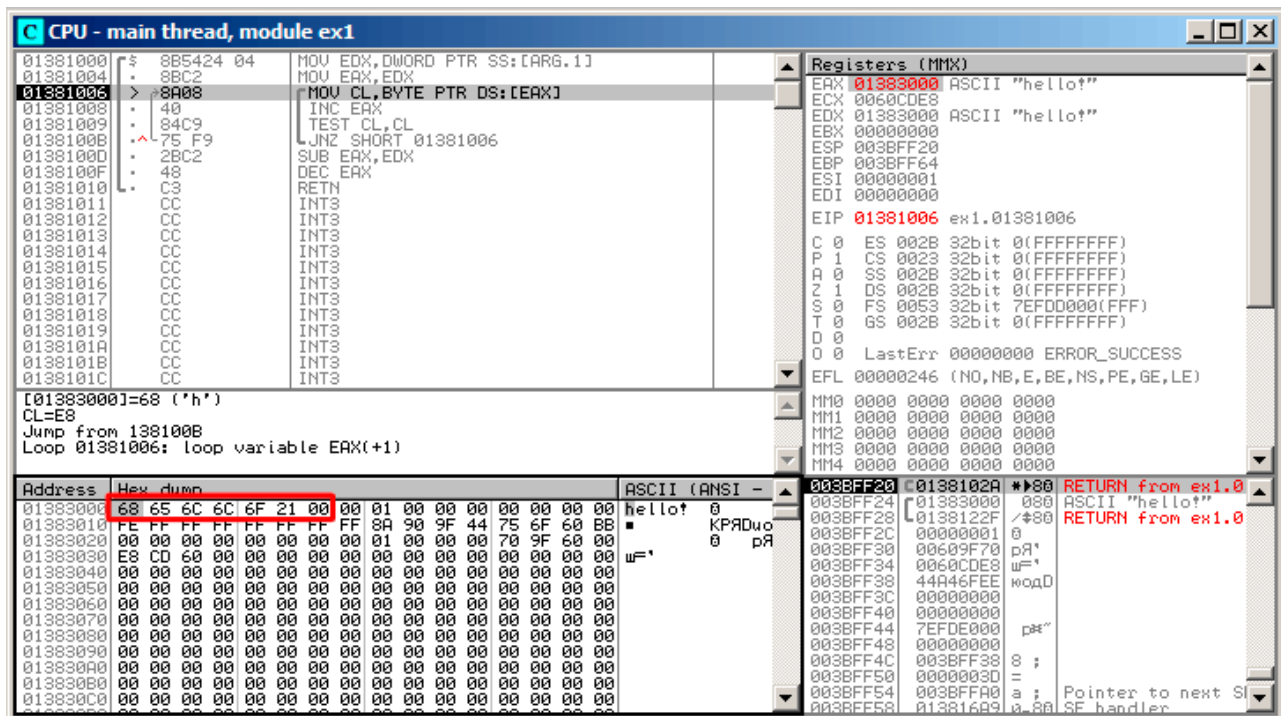 CPU - main thread, module ex1
01381000 $ 8B5424 04 MOV EDX,DWORD PTR SS:[ARG.1]
01381004 . 8BC2 MOV EAX,EDX
01381006 > 8A08 MOV CL,BYTE PTR DS:[EAX]
01381008 . 40 INC EAX
01381009 . 84C9 TEST CL,CL
0138100B .^ 75 F9 JNZ SHORT 01381006
0138100D . 2BC2 SUB EAX,EDX
0138100F . 48 DEC EAX
01381010 . C3 RETN
01381011 CC INT3
01381012 CC INT3
01381013 CC INT3
01381014 CC INT3
01381015 CC INT3
01381016 CC INT3
01381017 CC INT3
01381018 CC INT3
01381019 CC INT3
0138101A CC INT3
0138101B CC INT3
0138101C CC INT3
[01383000]=68 ('h')
CL=E8
Jump from 138100B
Loop 01381006: loop variable EAX(+1)
Registers (MMX)
EAX 01383000 ASCII "hello!"
ECX 0060CDE8
EDX 01383000 ASCII "hello!"
EBX 00000000
ESP 003BFF20
EBP 003BFF64
ESI 00000001
EDI 00000000
EIP 01381006 ex1.01381006
C 0 ES 002B 32bit 0(FFFFFFFF)
P 1 CS 0023 32bit 0(FFFFFFFF)
A 0 SS 002B 32bit 0(FFFFFFFF)
Z 1 DS 002B 32bit 0(FFFFFFFF)
S 0 FS 0053 32bit 7EFDD000(FFF)
T 0 GS 002B 32bit 0(FFFFFFFF)
D 0
O 0 LastErr 00000000 ERROR_SUCCESS
EFL 00000246 (NO,NB,E,BE,NS,PE,GE,LE)
MM0 0000 0000 0000 0000
MM1 0000 0000 0000 0000
MM2 0000 0000 0000 0000
MM3 0000 0000 0000 0000
MM4 0000 0000 0000 0000
Address Hex dump ASCII (ANSI -
01383000 68 65 6C 6C 6F 21 00 00 01 00 00 00 00 00 00 00 hello!
01383010 FE FF FF FF FF FF FF FF 8A 90 9F 44 75 6F 60 BB КРЯDuo
01383020 00 00 00 00 00 00 00 00 01 00 00 00 70 9F 60 00 pЯ
01383030 E8 CD 60 00 00 00 00 00 00 00 00 00 00 00 00 00 ш=`
01383040 00 00 00 00 00 00 00 00 00 00 00 00 00 00 00 00
01383050 00 00 00 00 00 00 00 00 00 00 00 00 00 00 00 00
01383060 00 00 00 00 00 00 00 00 00 00 00 00 00 00 00 00
01383070 00 00 00 00 00 00 00 00 00 00 00 00 00 00 00 00
01383080 00 00 00 00 00 00 00 00 00 00 00 00 00 00 00 00
01383090 00 00 00 00 00 00 00 00 00 00 00 00 00 00 00 00
013830A0 00 00 00 00 00 00 00 00 00 00 00 00 00 00 00 00
013830B0 00 00 00 00 00 00 00 00 00 00 00 00 00 00 00 00
013830C0 00 00 00 00 00 00 00 00 00 00 00 00 00 00 00 00
003BFF20 0138102A RETURN from ex1.0
003BFF24 01383000 ASCII "hello!"
003BFF28 0138122F RETURN from ex1.0
003BFF2C 00000001
003BFF30 00609F70 pЯ`
003BFF34 0060CDE8 ш=`
003BFF38 44A46FEE юoдD
003BFF3C 00000000
003BFF40 00000000
003BFF44 7EFDE000
003BFF48 00000000
003BFF4C 003BFF38 8 ;
003BFF50 0000003D =
003BFF54 003BFFA0 a ; Pointer to next S
003BFF58 013816A9 SE handler